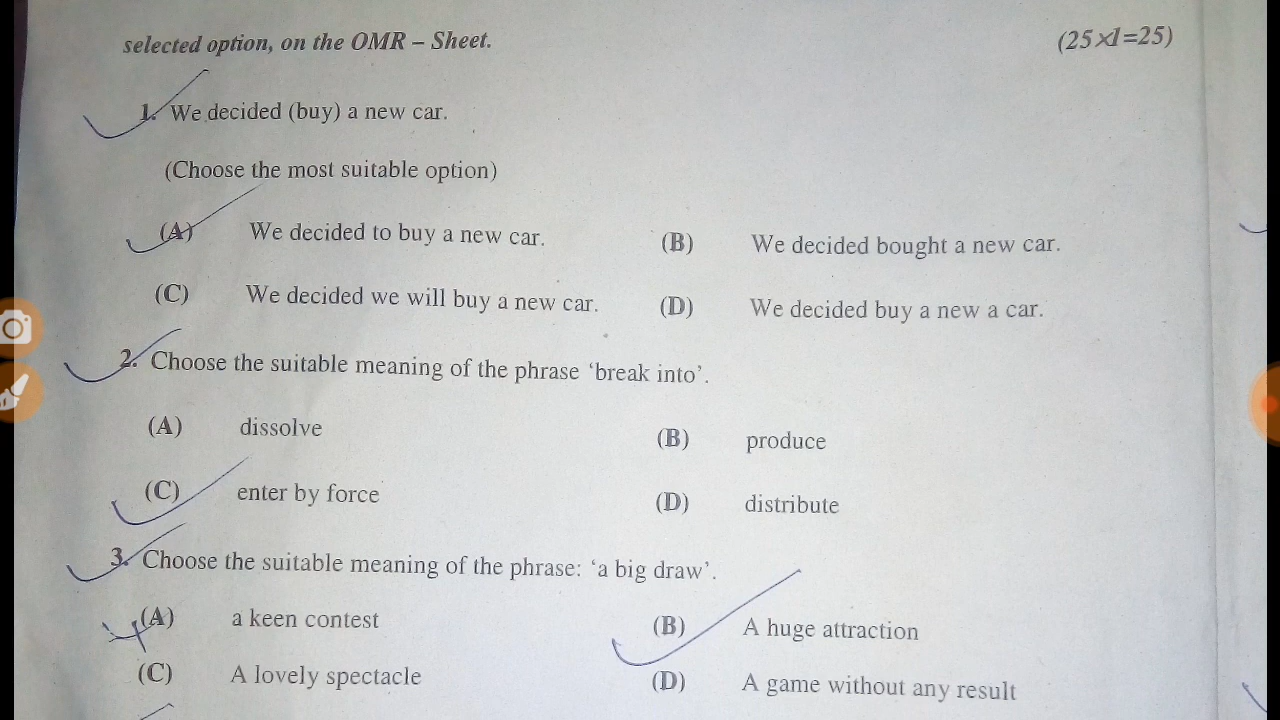 selected option, on the OMR – Sheet. (25×1=25)
1. We decided (buy) a new car.
(Choose the most suitable option)
(A) We decided to buy a new car. (B) We decided bought a new car.
(C) We decided we will buy a new car. (D) We decided buy a new a car.
2. Choose the suitable meaning of the phrase ‘break into’.
(A) dissolve (B) produce
(C) enter by force (D) distribute
3. Choose the suitable meaning of the phrase: ‘a big draw’.
(A) a keen contest (B) A huge attraction
(C) A lovely spectacle (D) A game without any result